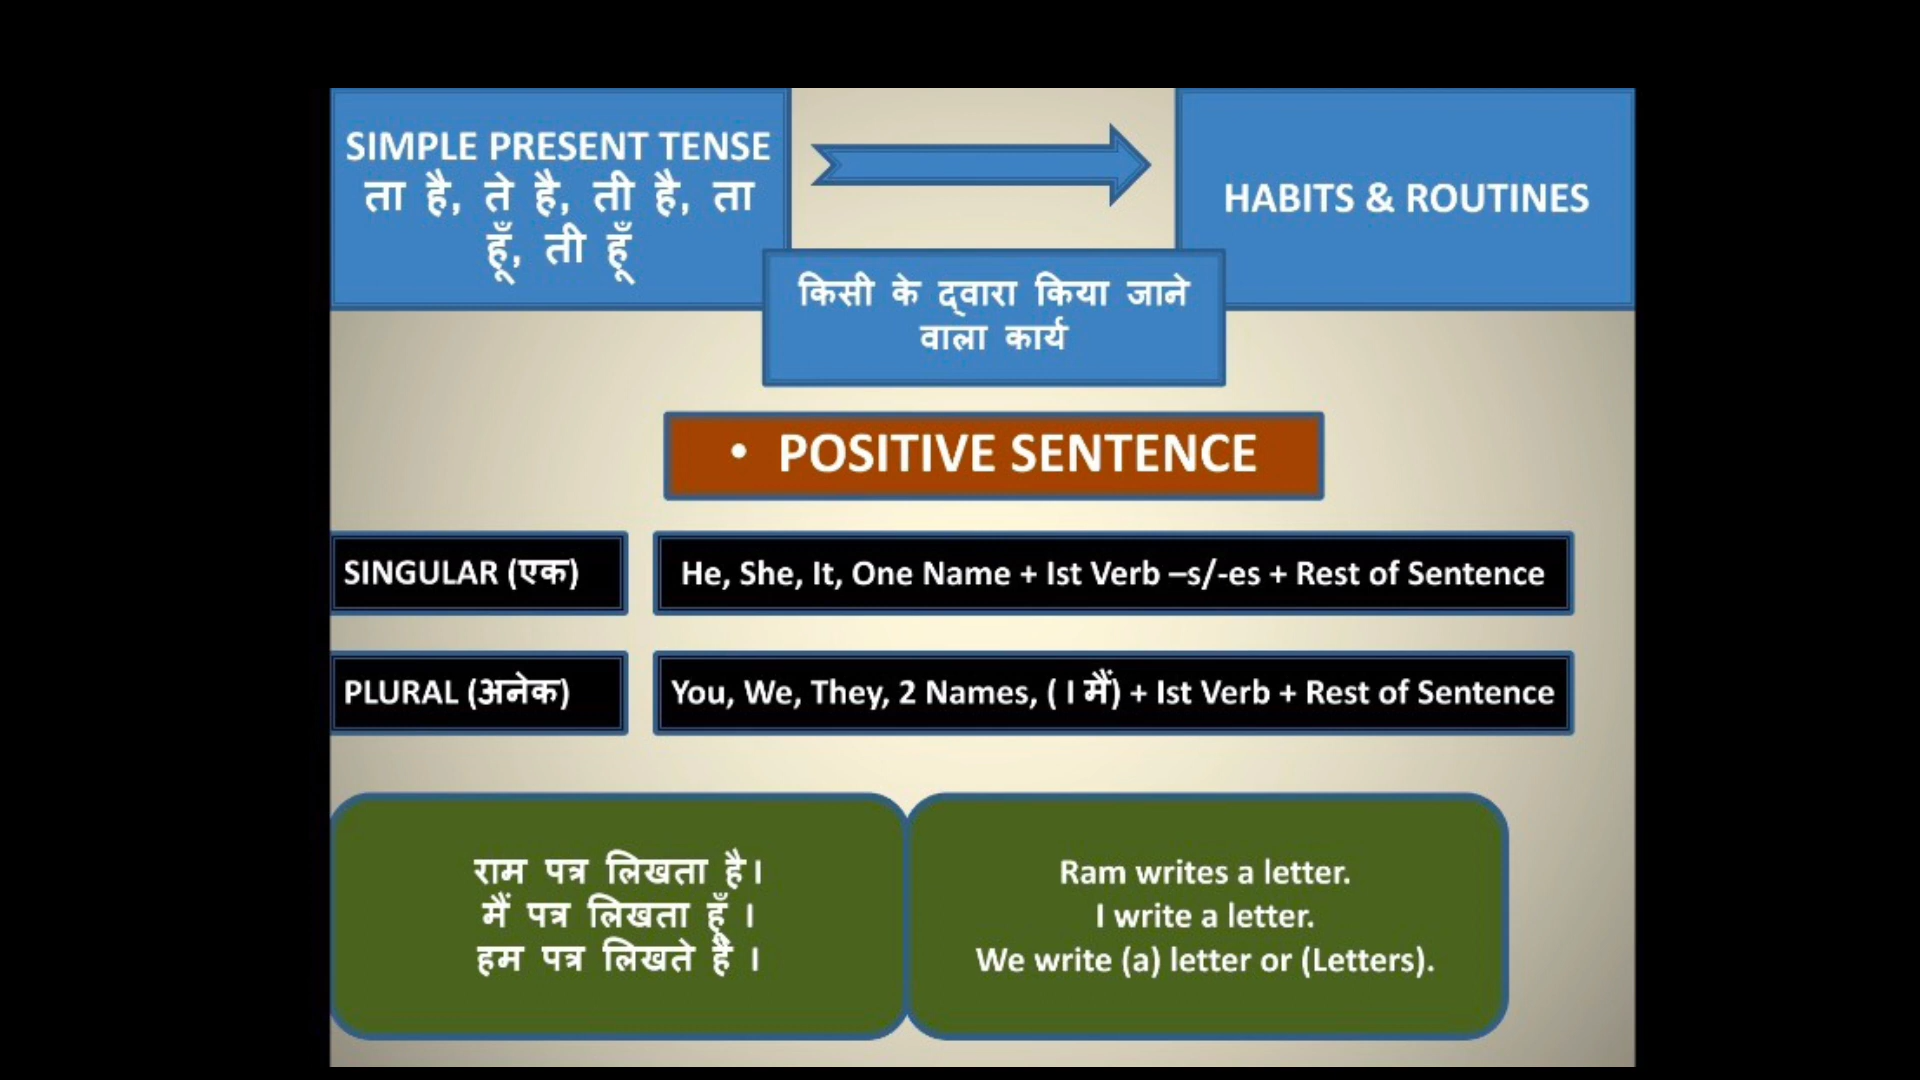 SIMPLE PRESENT TENSE
ता है, ते है, ती है, ता
हूँ, ती हूँ
HABITS & ROUTINES
किसी के द्वारा किया जाने
वाला कार्य
• POSITIVE SENTENCE
SINGULAR (एक)
He, She, It, One Name + Ist Verb –s/-es + Rest of Sentence
PLURAL (अनेक)
You, We, They, 2 Names, ( I मैं) + Ist Verb + Rest of Sentence
राम पत्र लिखता है।
मैं पत्र लिखता हूँ ।
हम पत्र लिखते है ।
Ram writes a letter.
I write a letter.
We write (a) letter or (Letters).